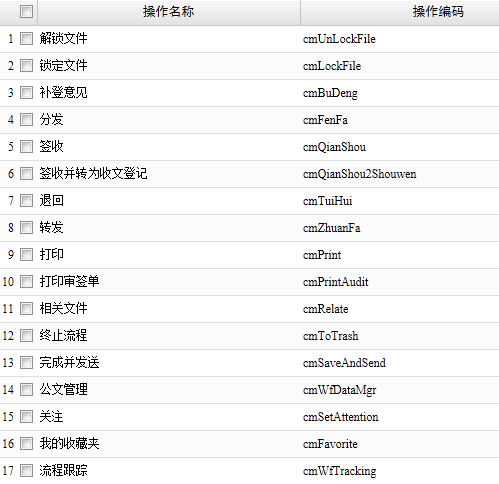 操作名称 操作编码
1 解锁文件 cmUnLockFile
2 锁定文件 cmLockFile
3 补登意见 cmBuDeng
4 分发 cmFenFa
5 签收 cmQianShou
6 签收并转为收文登记 cmQianShou2Shouwen
7 退回 cmTuiHui
8 转发 cmZhuanFa
9 打印 cmPrint
10 打印审签单 cmPrintAudit
11 相关文件 cmRelate
12 终止流程 cmToTrash
13 完成并发送 cmSaveAndSend
14 公文管理 cmWfDataMgr
15 关注 cmSetAttention
16 我的收藏夹 cmFavorite
17 流程跟踪 cmWfTracking